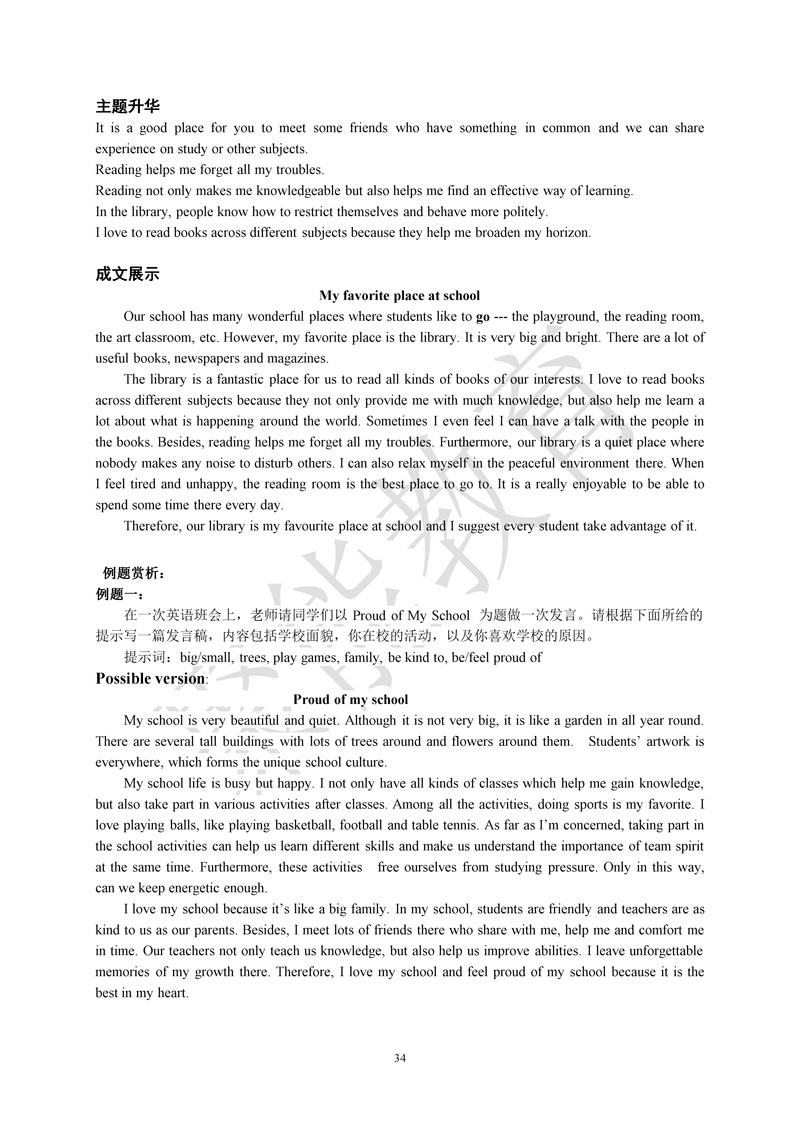 主题升华
It is a good place for you to meet some friends who have something in common and we can share
experience on study or other subjects.
Reading helps me forget all my troubles.
Reading not only makes me knowledgeable but also helps me find an effective way of learning.
In the library, people know how to restrict themselves and behave more politely.
I love to read books across different subjects because they help me broaden my horizon.
成文展示
My favorite place at school
Our school has many wonderful places where students like to go --- the playground, the reading room,
the art classroom, etc. However, my favorite place is the library. It is very big and bright. There are a lot of
useful books, newspapers and magazines.
The library is a fantastic place for us to read all kinds of books of our interests. I love to read books
across different subjects because they not only provide me with much knowledge, but also help me learn a
lot about what is happening around the world. Sometimes I even feel I can have a talk with the people in
the books. Besides, reading helps me forget all my troubles. Furthermore, our library is a quiet place where
nobody makes any noise to disturb others. I can also relax myself in the peaceful environment there. When
I feel tired and unhappy, the reading room is the best place to go to. It is a really enjoyable to be able to
spend some time there every day.
Therefore, our library is my favourite place at school and I suggest every student take advantage of it.
例题赏析：
例题一：
在一次英语班会上，老师请同学们以 Proud of My School 为题做一次发言。请根据下面所给的
提示写一篇发言稿，内容包括学校面貌，你在校的活动，以及你喜欢学校的原因。
提示词：big/small, trees, play games, family, be kind to, be/feel proud of
Possible version:
Proud of my school
My school is very beautiful and quiet. Although it is not very big, it is like a garden in all year round.
There are several tall buildings with lots of trees around and flowers around them. Students' artwork is
everywhere, which forms the unique school culture.
My school life is busy but happy. I not only have all kinds of classes which help me gain knowledge,
but also take part in various activities after classes. Among all the activities, doing sports is my favorite. I
love playing balls, like playing basketball, football and table tennis. As far as I'm concerned, taking part in
the school activities can help us learn different skills and make us understand the importance of team spirit
at the same time. Furthermore, these activities free ourselves from studying pressure. Only in this way,
can we keep energetic enough.
I love my school because it's like a big family. In my school, students are friendly and teachers are as
kind to us as our parents. Besides, I meet lots of friends there who share with me, help me and comfort me
in time. Our teachers not only teach us knowledge, but also help us improve abilities. I leave unforgettable
memories of my growth there. Therefore, I love my school and feel proud of my school because it is the
best in my heart.
34